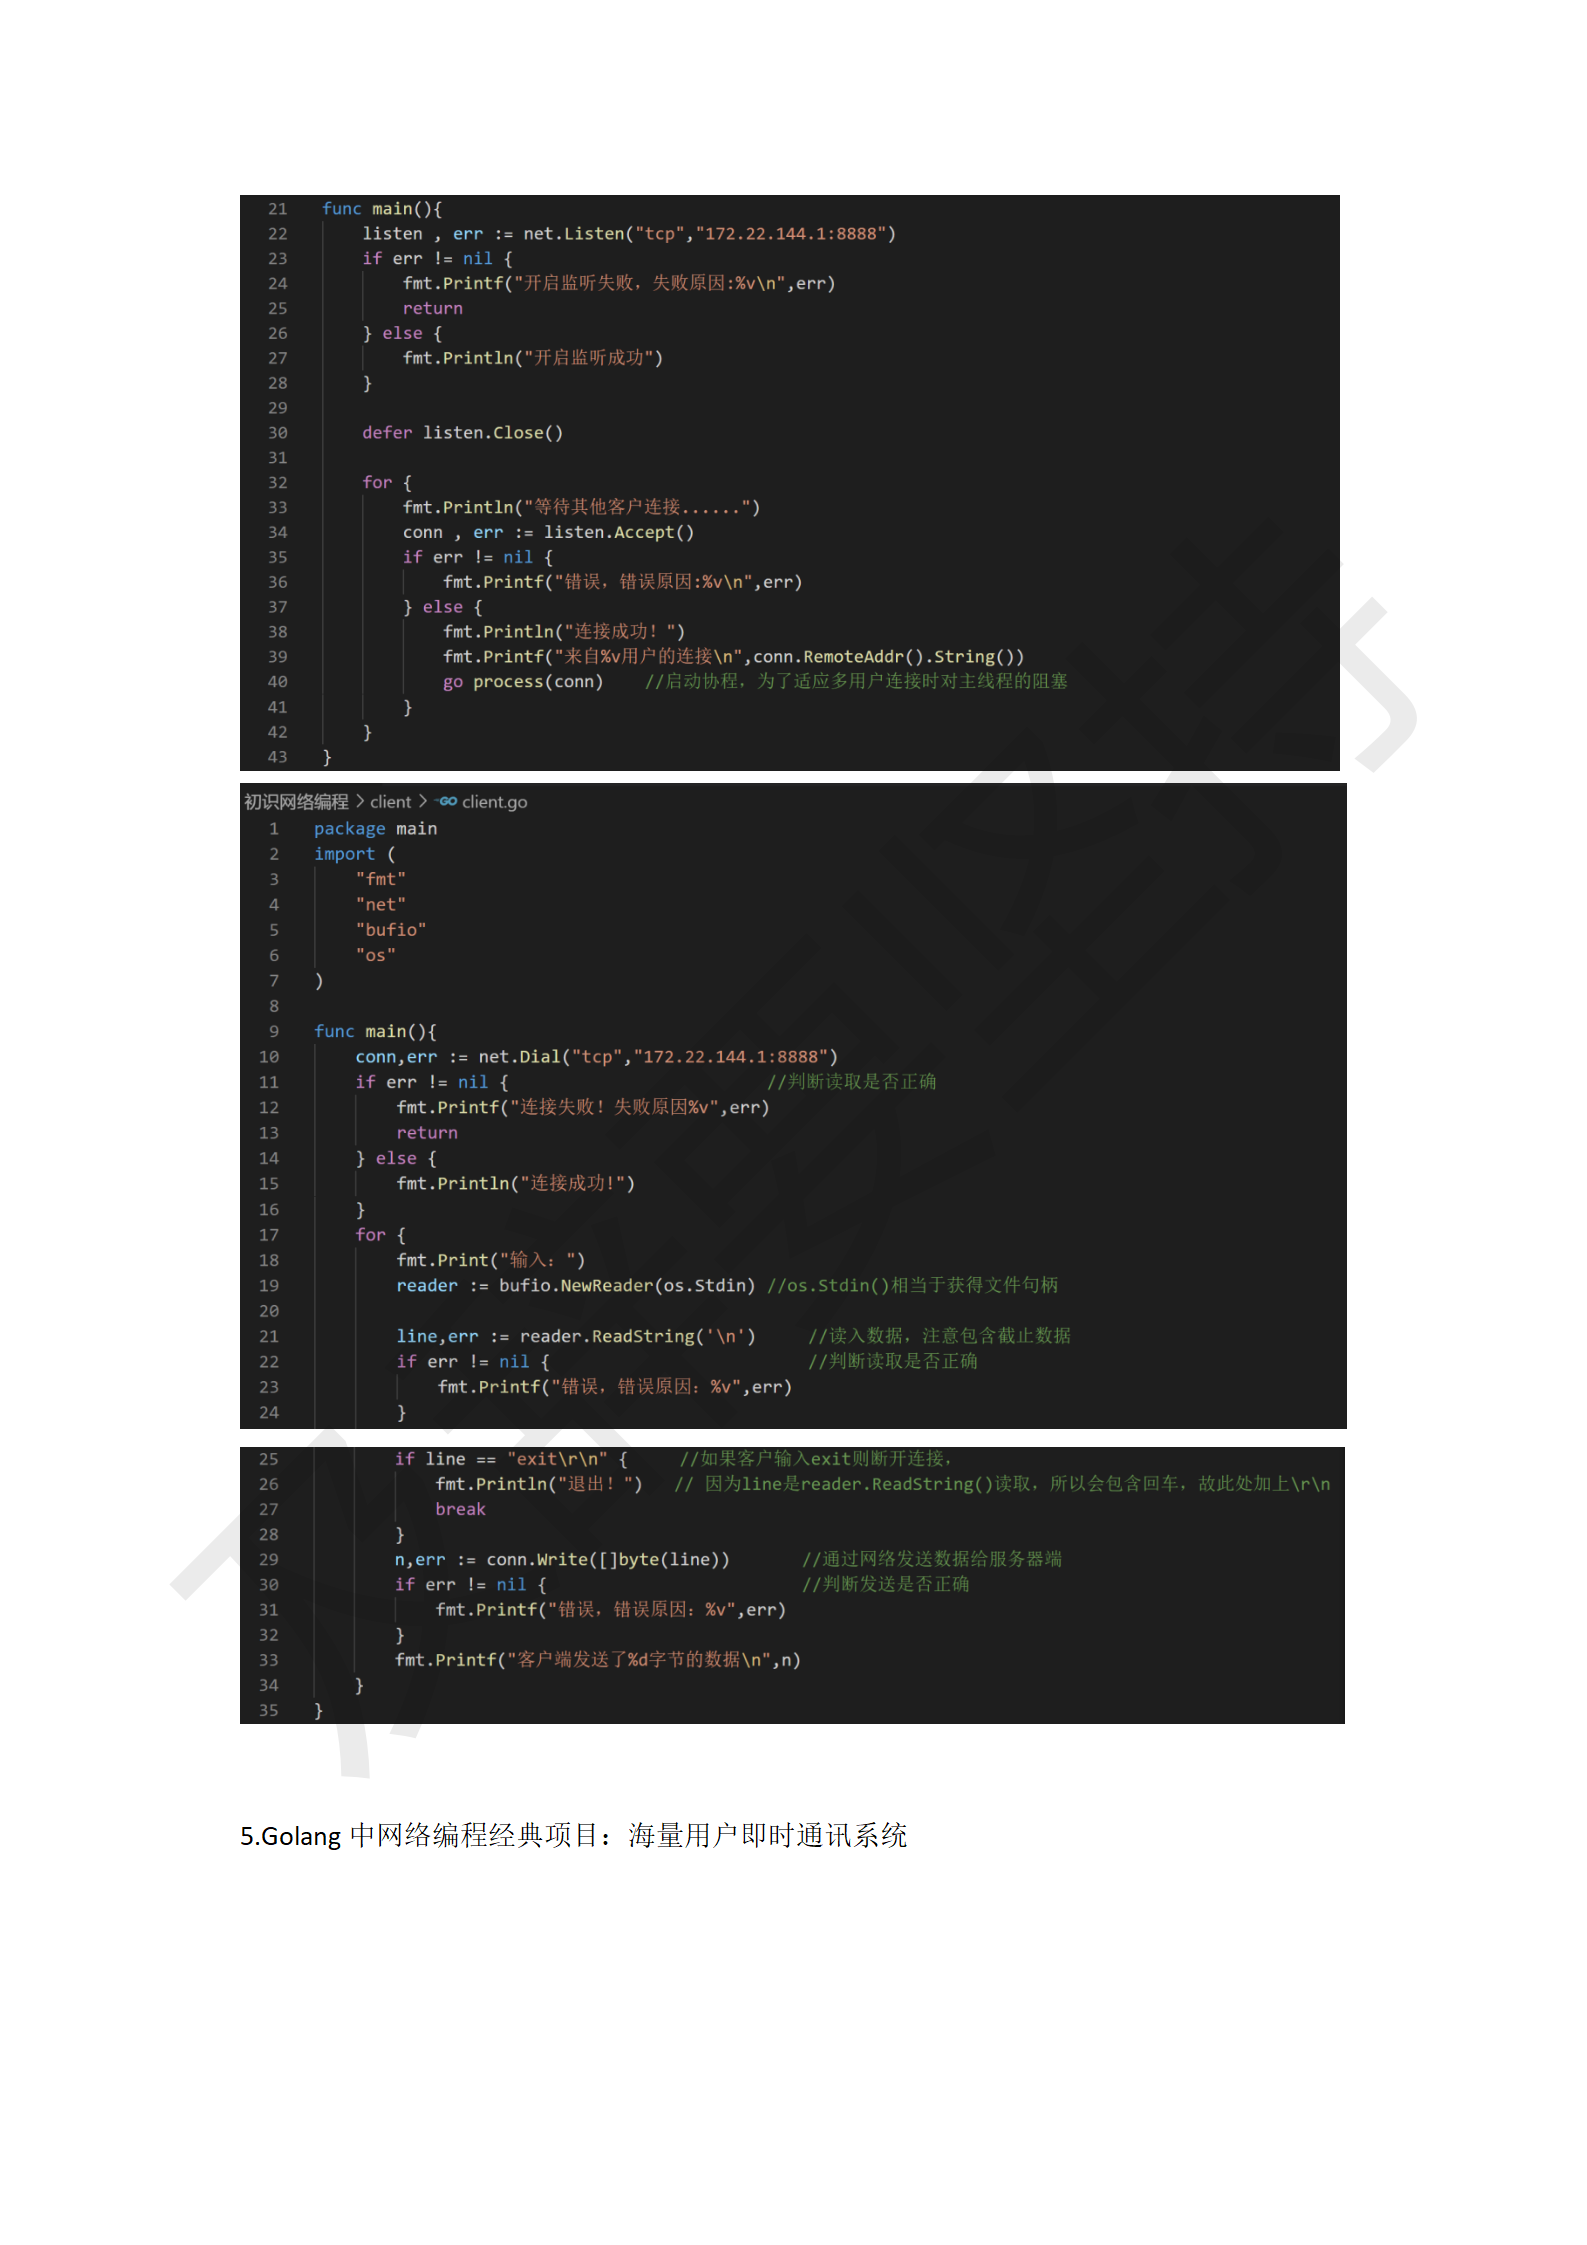 21 func main(){
22 listen , err := net.Listen("tcp","172.22.144.1:8888")
23 if err != nil {
24 fmt.Printf("开启监听失败，失败原因:%v\n",err)
25 return
26 } else {
27 fmt.Println("开启监听成功")
28 }
29
30 defer listen.Close()
31
32 for {
33 fmt.Println("等待其他客户连接......")
34 conn , err := listen.Accept()
35 if err != nil {
36 fmt.Printf("错误，错误原因:%v\n",err)
37 } else {
38 fmt.Println("连接成功！")
39 fmt.Printf("来自%v用户的连接\n",conn.RemoteAddr().String())
40 go process(conn) //启动协程，为了适应多用户连接时对主线程的阻塞
41 }
42 }
43 }
初识网络编程 > client > client.go
1 package main
2 import (
3 "fmt"
4 "net"
5 "bufio"
6 "os"
7 )
8
9 func main(){
10 conn,err := net.Dial("tcp","172.22.144.1:8888")
11 if err != nil { //判断读取是否正确
12 fmt.Printf("连接失败！失败原因%v",err)
13 return
14 } else {
15 fmt.Println("连接成功!")
16 }
17 for {
18 fmt.Print("输入：")
19 reader := bufio.NewReader(os.Stdin) //os.Stdin()相当于获得文件句柄
20
21 line,err := reader.ReadString('\n') //读入数据，注意包含截止数据
22 if err != nil { //判断读取是否正确
23 fmt.Printf("错误，错误原因：%v",err)
24 }
25 if line == "exit\r\n" { //如果客户输入exit则断开连接，
26 fmt.Println("退出！") // 因为line是reader.ReadString()读取，所以会包含回车，故此处加上\r\n
27 break
28 }
29 n,err := conn.Write([]byte(line)) //通过网络发送数据给服务器端
30 if err != nil { //判断发送是否正确
31 fmt.Printf("错误，错误原因：%v",err)
32 }
33 fmt.Printf("客户端发送了%d字节的数据\n",n)
34 }
35 }
5.Golang 中网络编程经典项目：海量用户即时通讯系统